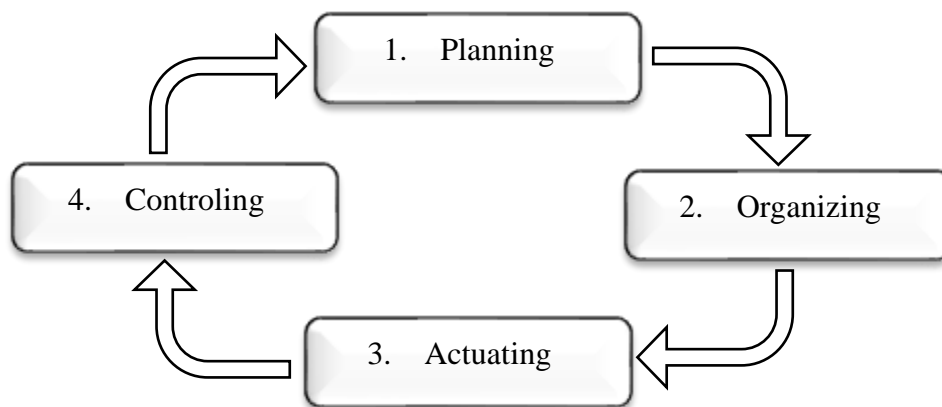 1. Planning
2. Organizing
3. Actuating
4. Controling